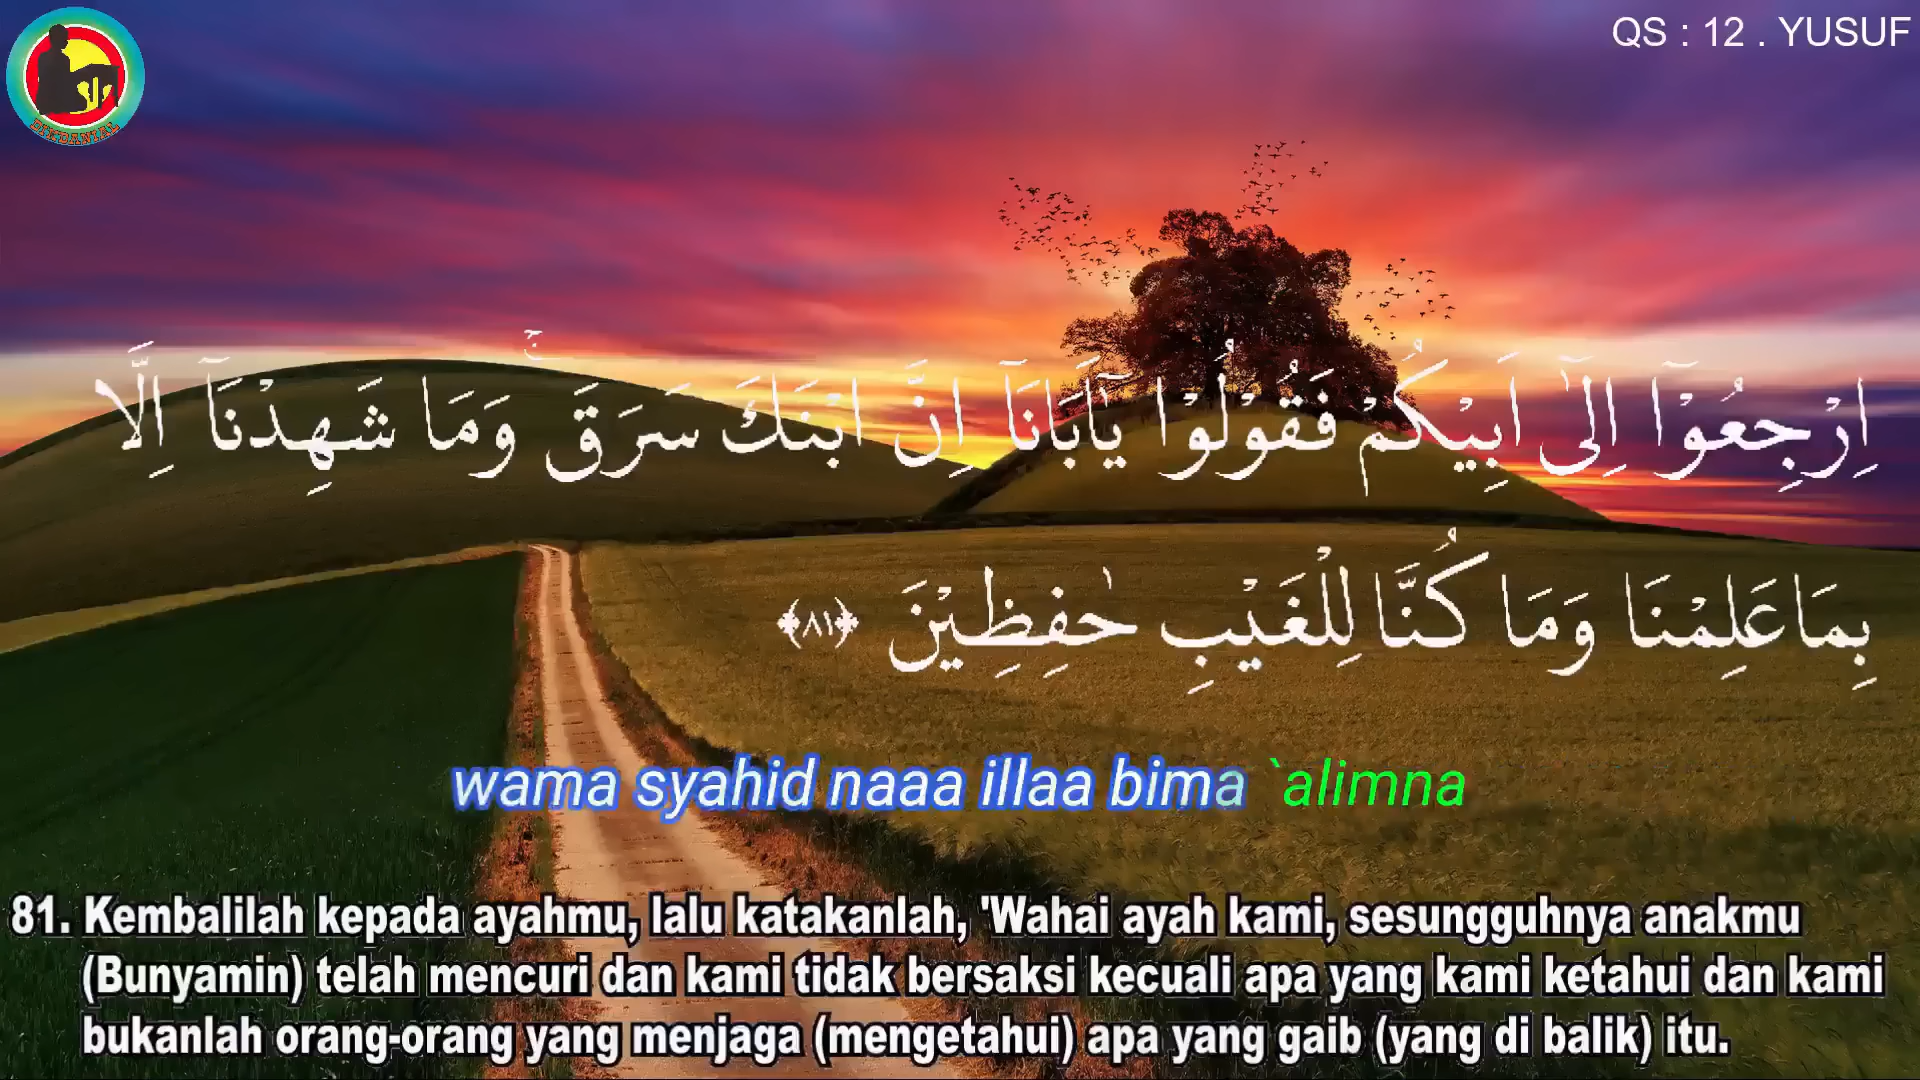 DIMDANIAL
QS : 12 . YUSUF
اِرْجِعُوْٓا اِلٰٓى اَبِيْكُمْ فَقُوْلُوْا يٰٓاَبَانَآ اِنَّ ابْنَكَ سَرَقَۚ وَمَا شَهِدْنَآ اِلَّا
بِمَا عَلِمْنَا وَمَا كُنَّا لِلْغَيْبِ حٰفِظِيْنَ ﴿٨١﴾
wama syahid naaa illaa bima `alimna
81. Kembalilah kepada ayahmu, lalu katakanlah, 'Wahai ayah kami, sesungguhnya anakmu
(Bunyamin) telah mencuri dan kami tidak bersaksi kecuali apa yang kami ketahui dan kami
bukanlah orang-orang yang menjaga (mengetahui) apa yang gaib (yang di balik) itu.